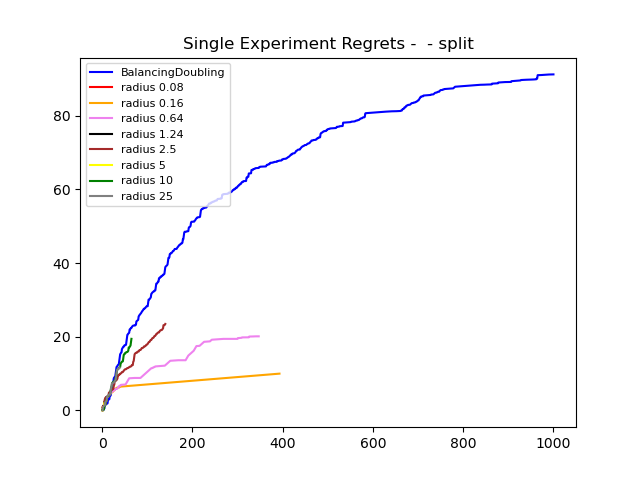 Single Experiment Regrets -  - split
BalancingDoubling
radius 0.08
radius 0.16
radius 0.64
radius 1.24
radius 2.5
radius 5
radius 10
radius 25
80
60
40
20
0
0 200 400 600 800 1000